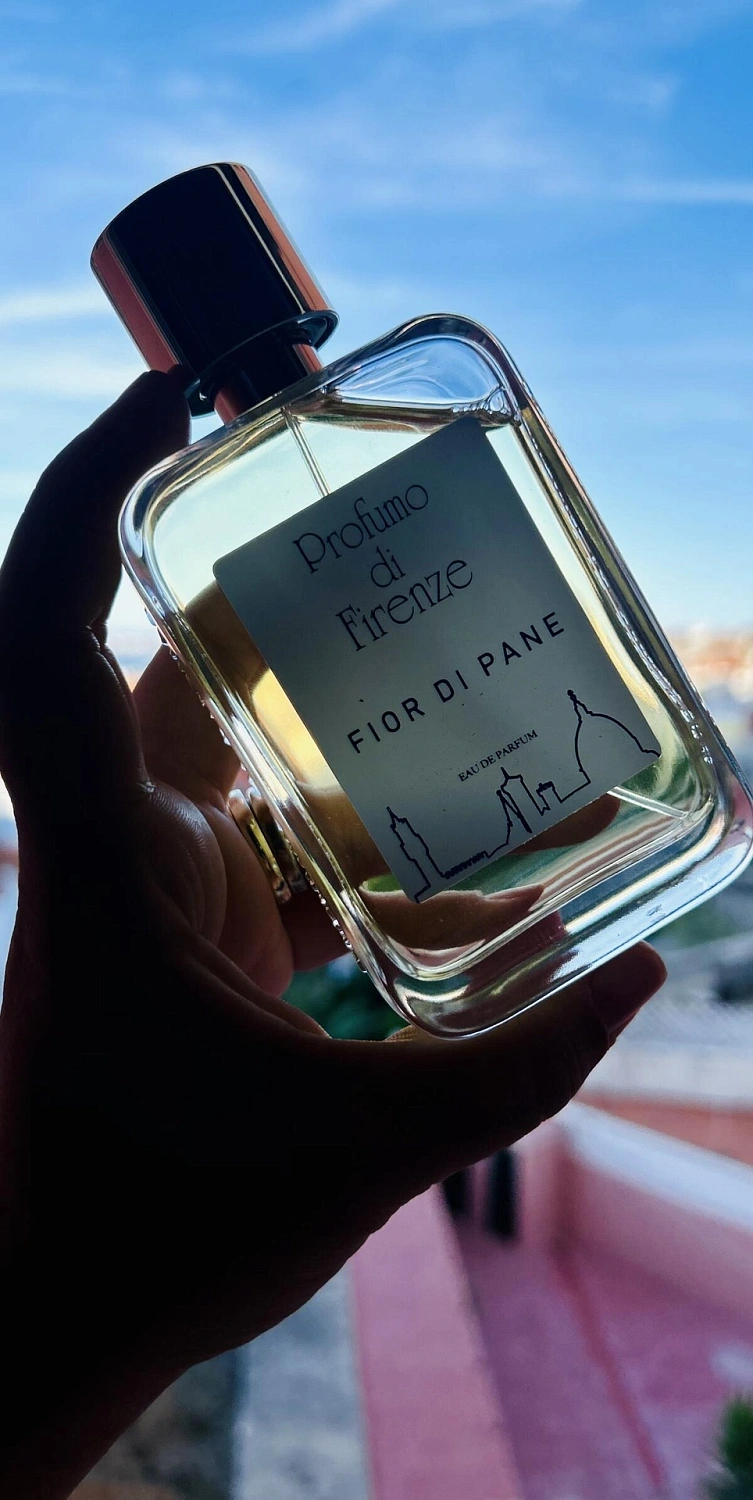 Profumo
di
Firenze
FIOR DI PANE
EAU DE PARFUM